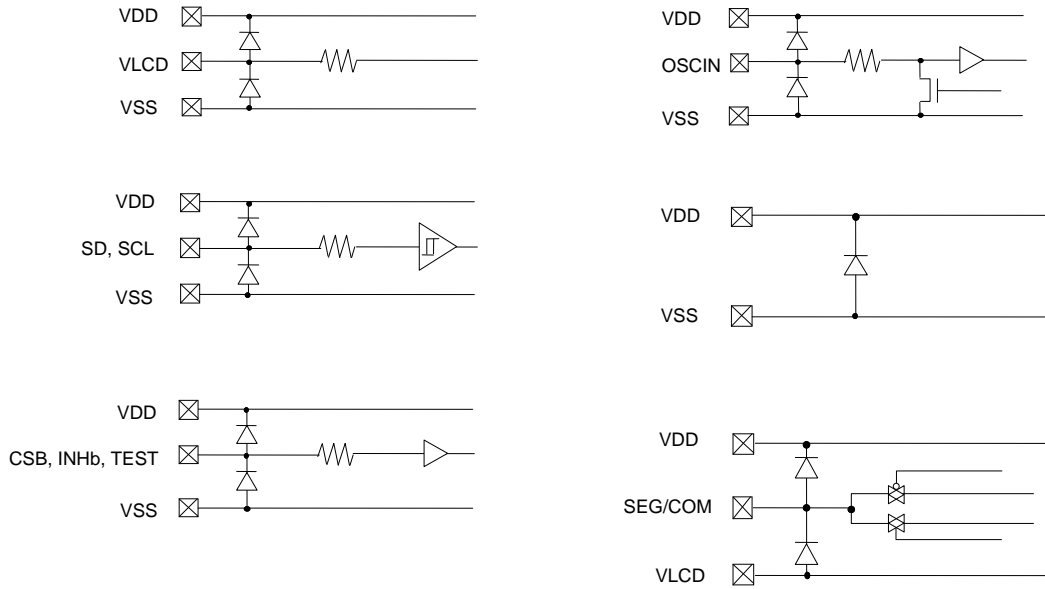 VDD
VLCD
VSS
VDD
SD, SCL
VSS
VDD
CSB, INHb, TEST
VSS
VDD
OSCIN
VSS
VDD
VSS
VDD
SEG/COM
VLCD